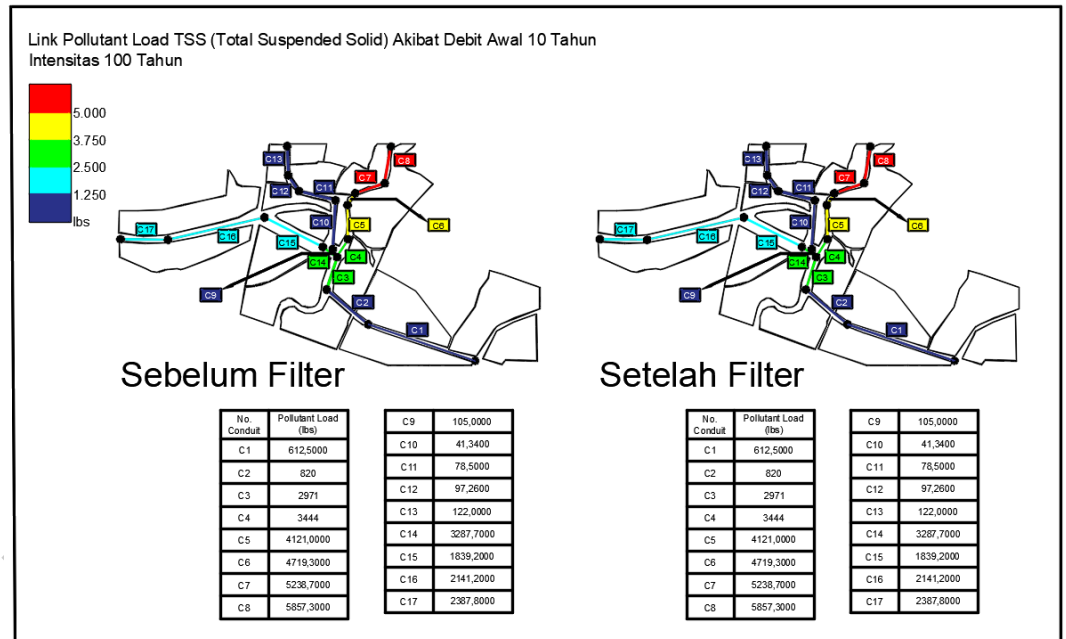 Link Pollutant Load TSS (Total Suspended Solid) Akibat Debit Awal 10 Tahun
Intensitas 100 Tahun
5.000
3.750
2.500
1.250
lbs
C13
C8
C7
C12
C11
C10
C5
C6
C17
C16
C15
C14
C4
C3
C9
C2
C1
Sebelum Filter
C13
C8
C7
C12
C11
C10
C5
C6
C17
C16
C15
C14
C4
C3
C9
C2
C1
Setelah Filter
No. Conduit Pollutant Load (lbs)
C1 612,5000
C2 820
C3 2971
C4 3444
C5 4121,0000
C6 4719,3000
C7 5238,7000
C8 5857,3000
C9 105,0000
C10 41,3400
C11 78,5000
C12 97,2600
C13 122,0000
C14 3287,7000
C15 1839,2000
C16 2141,2000
C17 2387,8000
No. Conduit Pollutant Load (lbs)
C1 612,5000
C2 820
C3 2971
C4 3444
C5 4121,0000
C6 4719,3000
C7 5238,7000
C8 5857,3000
C9 105,0000
C10 41,3400
C11 78,5000
C12 97,2600
C13 122,0000
C14 3287,7000
C15 1839,2000
C16 2141,2000
C17 2387,8000